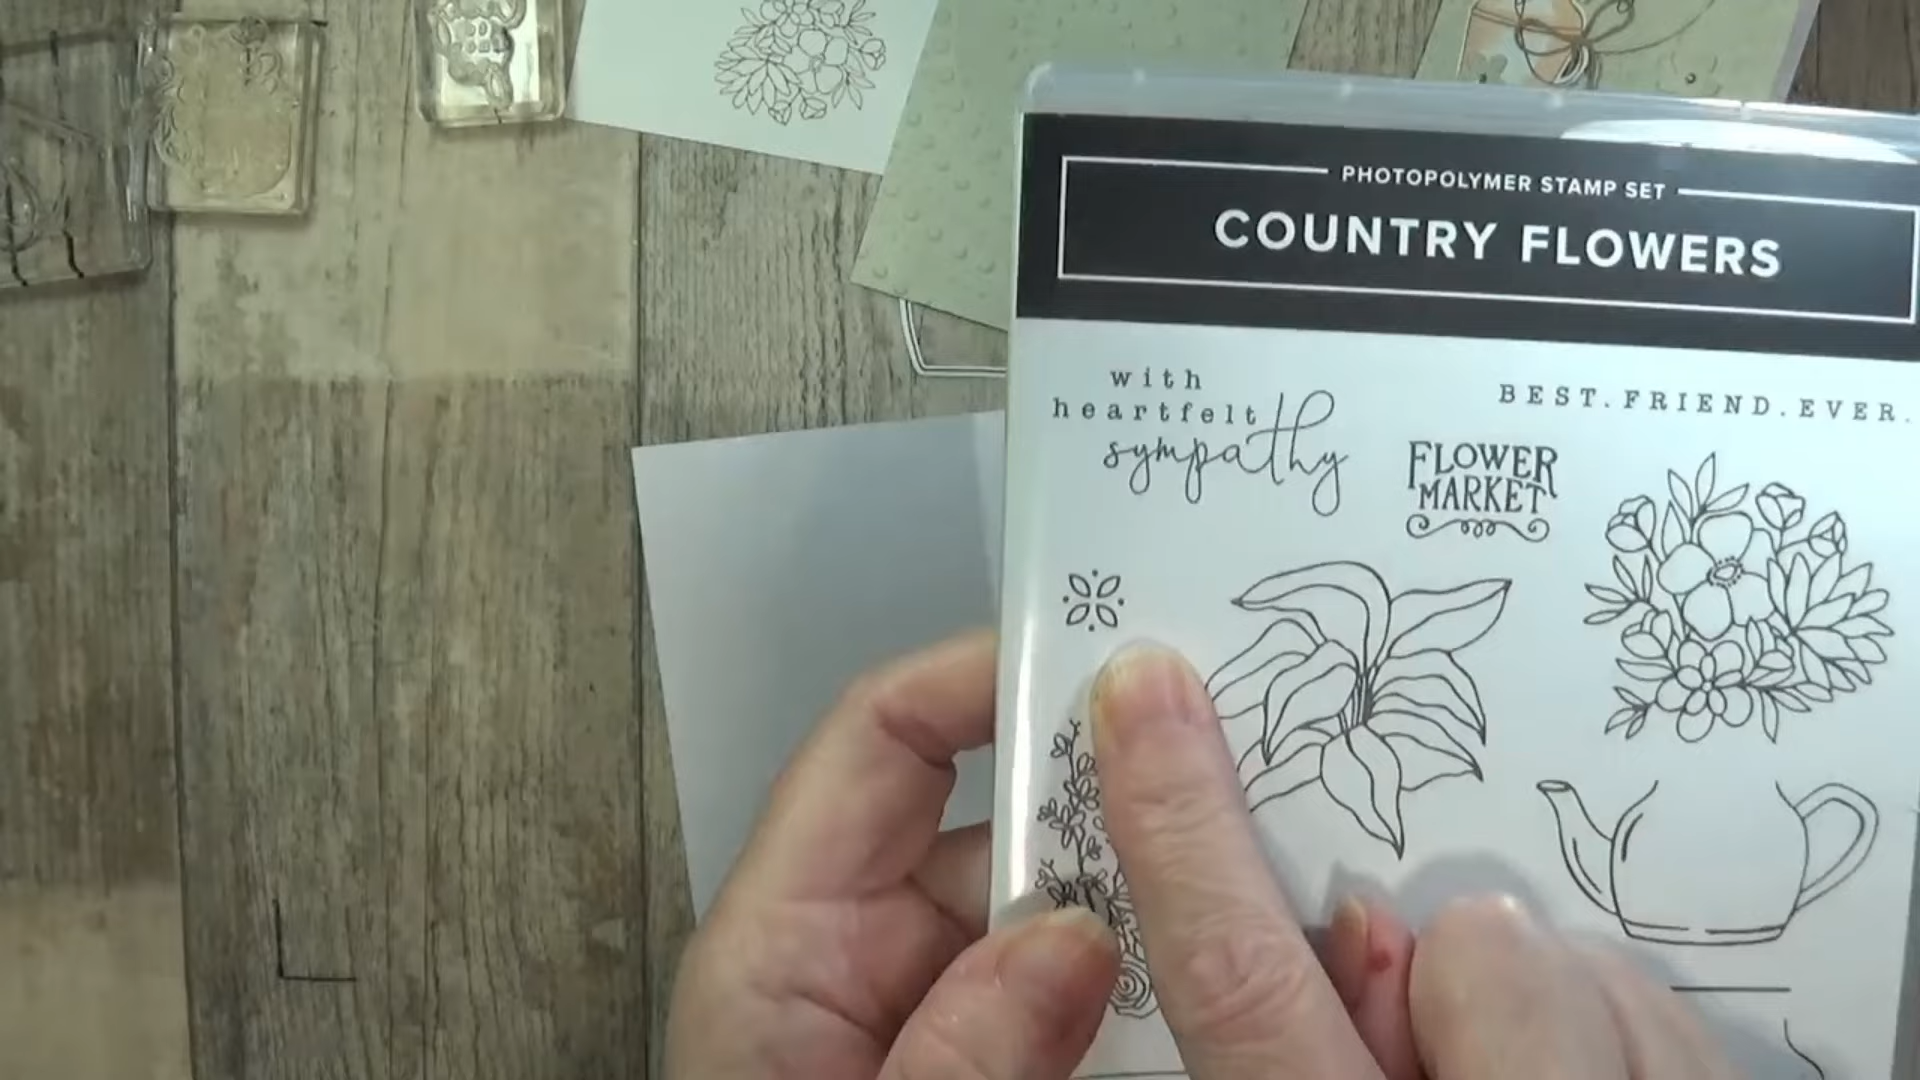 PHOTOPOLYMER STAMP SET
COUNTRY FLOWERS
with
heartfelt
sympathy
BEST.FRIEND.EVER.
FLOWER
MARKET